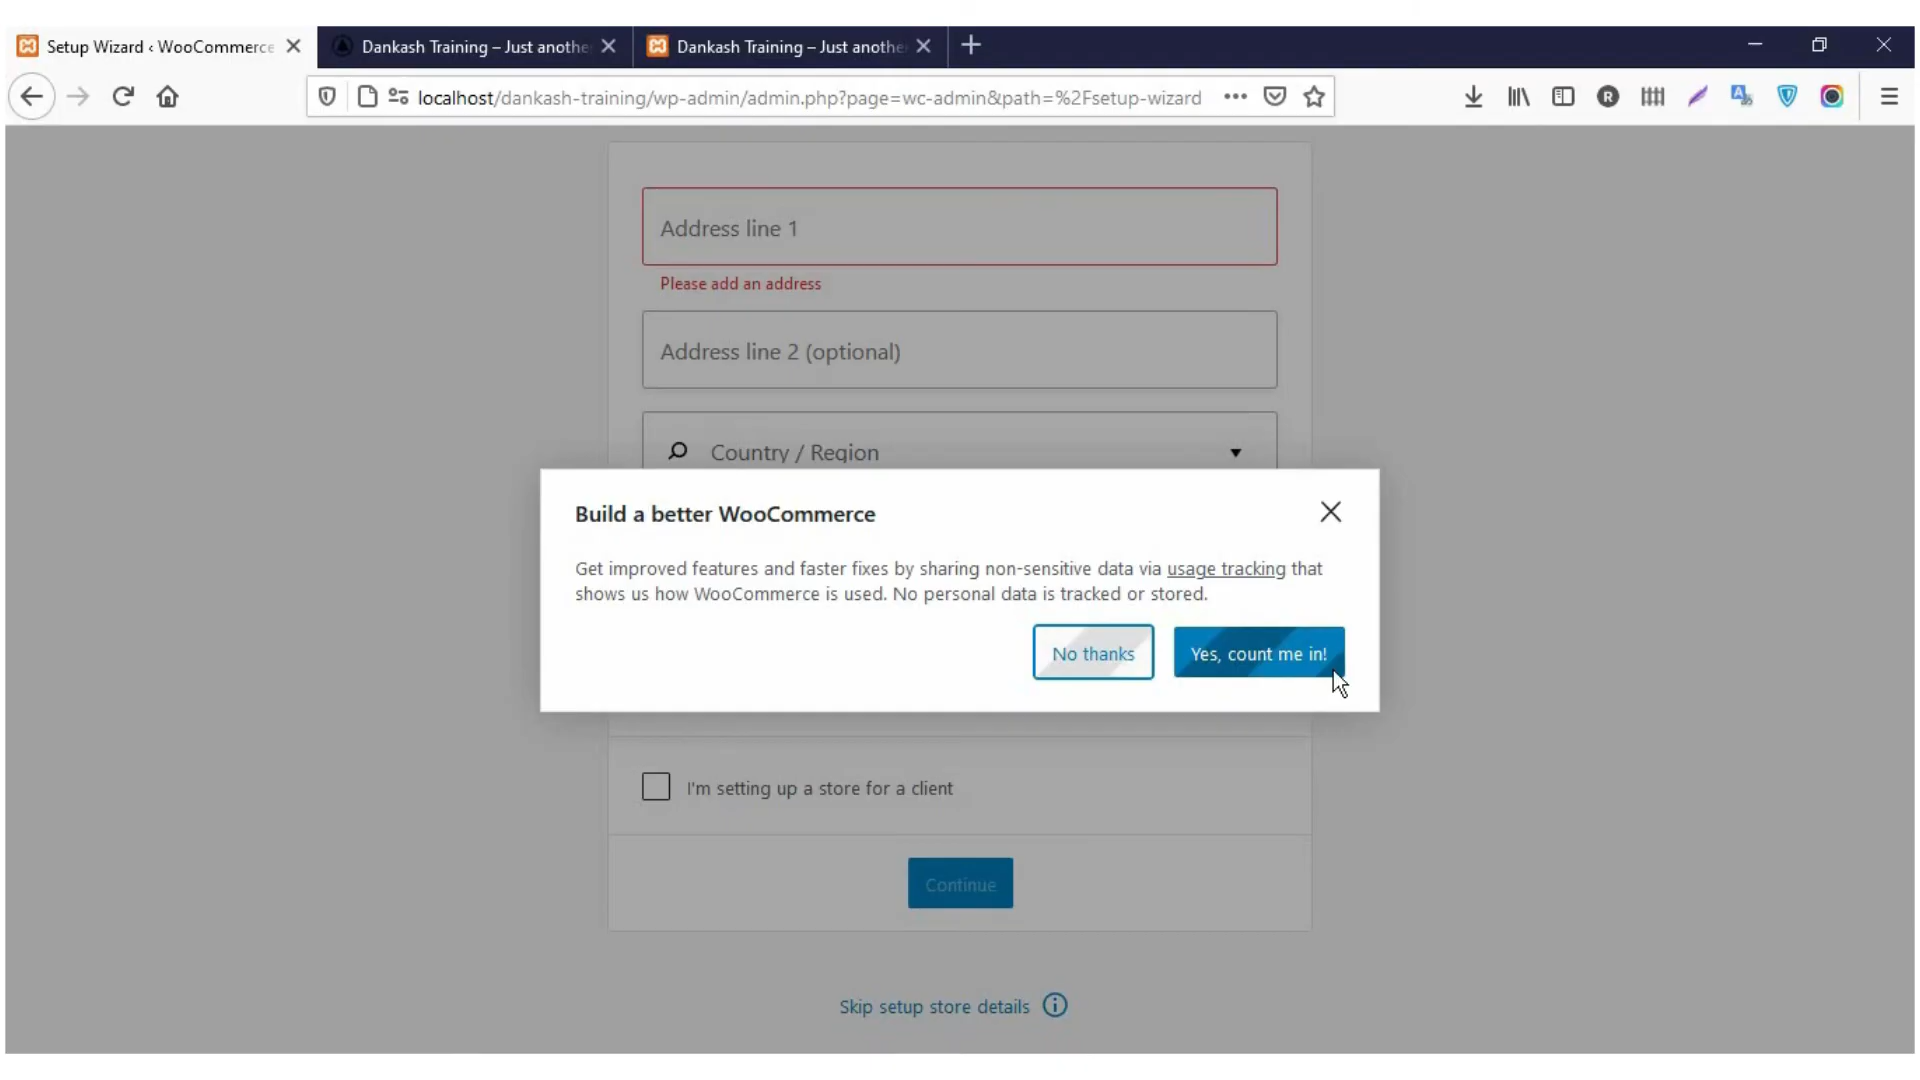 Setup Wizard ‹ WooCommerce
Dankash Training – Just anothe
Dankash Training – Just anothe
localhost/dankash-training/wp-admin/admin.php?page=wc-admin&path=%2Fsetup-wizard
Address line 1
Please add an address
Address line 2 (optional)
Country / Region
Build a better WooCommerce
Get improved features and faster fixes by sharing non-sensitive data via usage tracking that
shows us how WooCommerce is used. No personal data is tracked or stored.
No thanks
Yes, count me in!
I'm setting up a store for a client
Continue
Skip setup store details